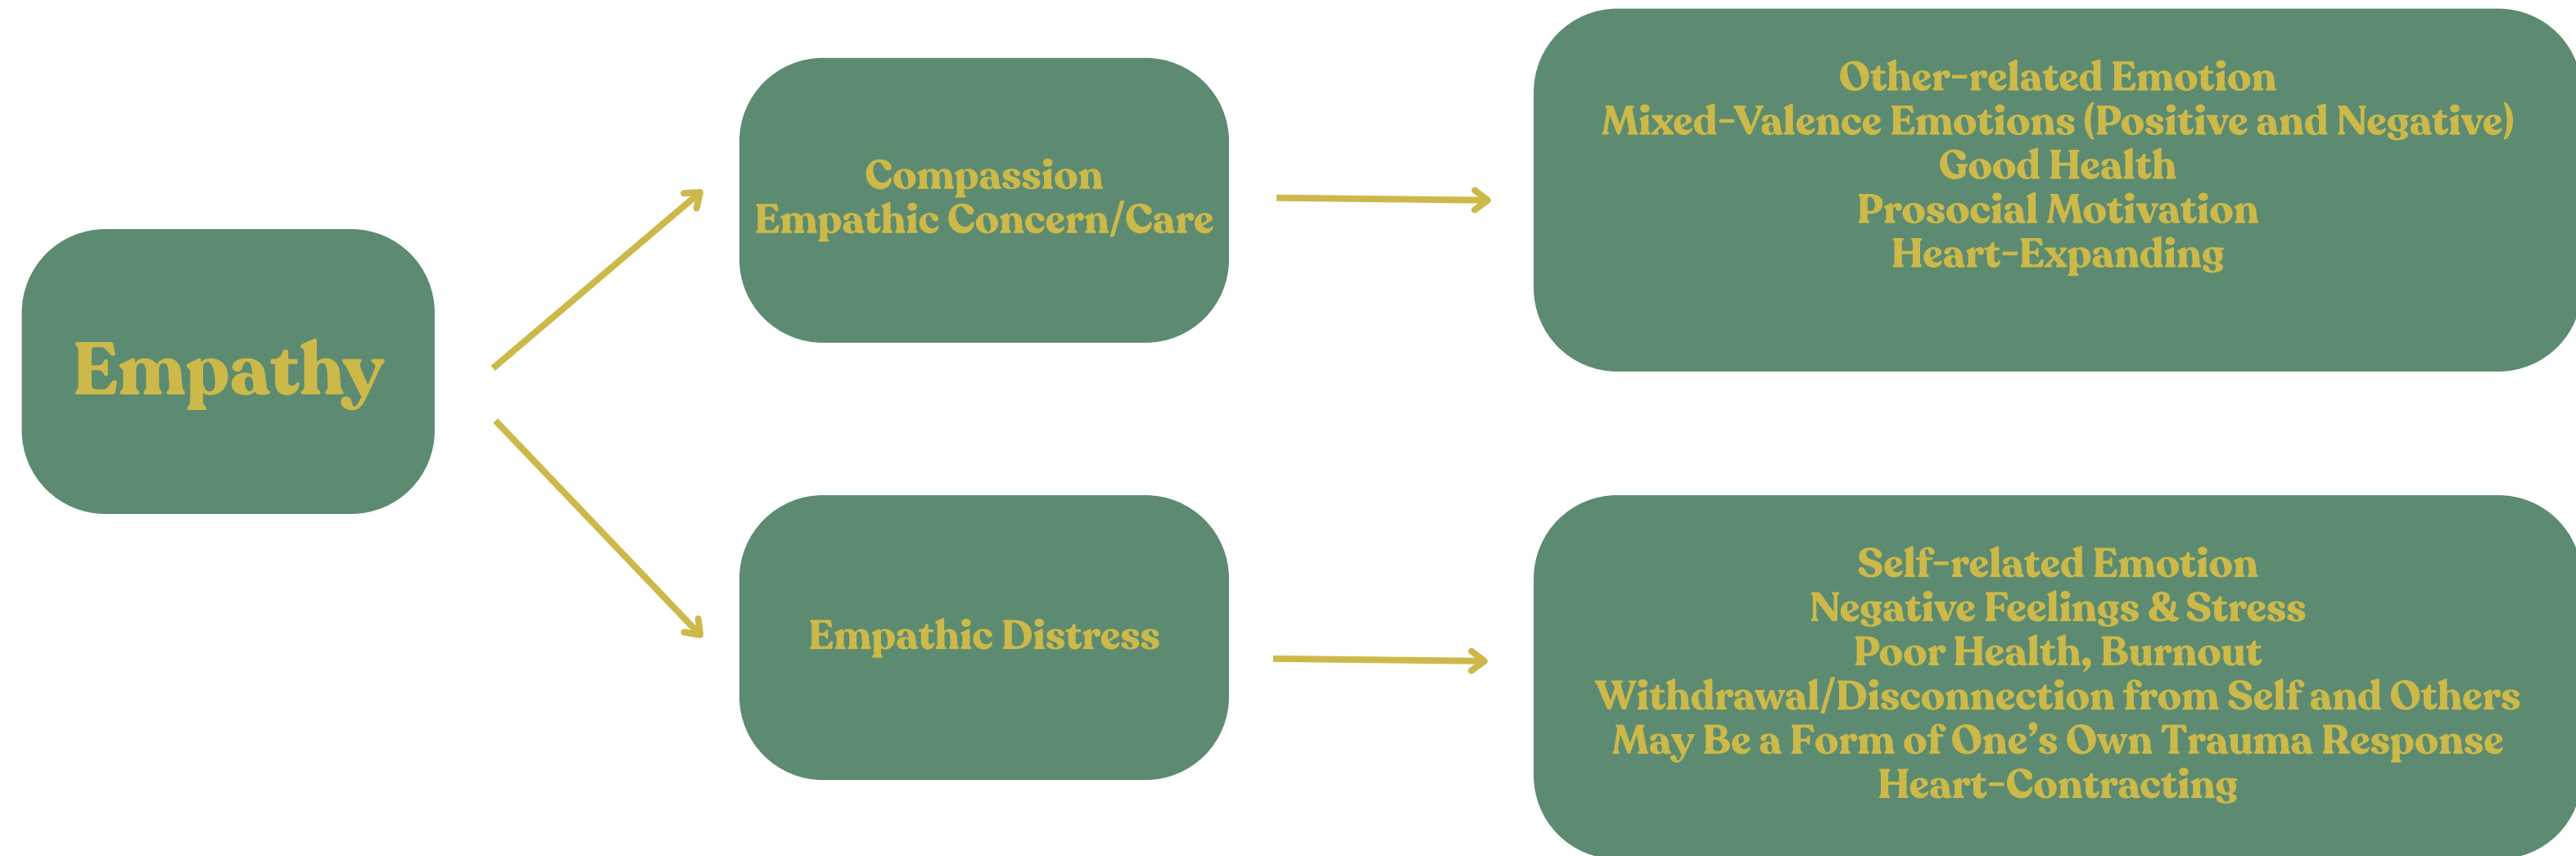 Empathy
Compassion
Empathic Concern/Care
Other-related Emotion
Mixed-Valence Emotions (Positive and Negative)
Good Health
Prosocial Motivation
Heart-Expanding
Empathic Distress
Self-related Emotion
Negative Feelings & Stress
Poor Health, Burnout
Withdrawal/Disconnection from Self and Others
May Be a Form of One’s Own Trauma Response
Heart-Contracting